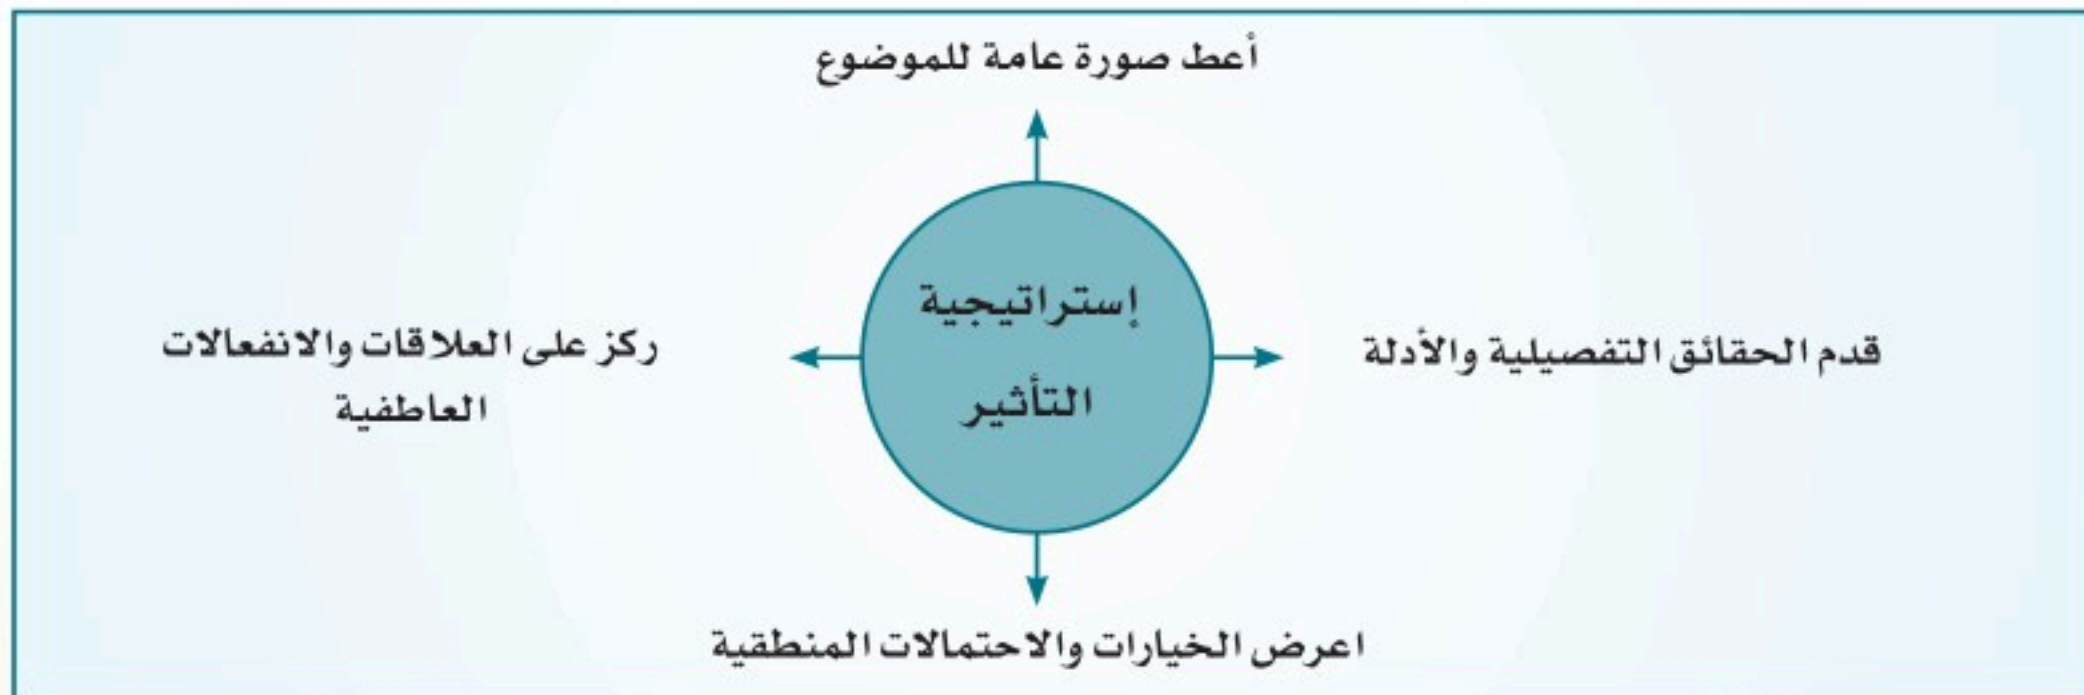 أعط صورة عامة للموضوع
إستراتيجية
التأثير
قدم الحقائق التفصيلية والأدلة
ركز على العلاقات والانفعالات
العاطفية
اعرض الخيارات والاحتمالات المنطقية